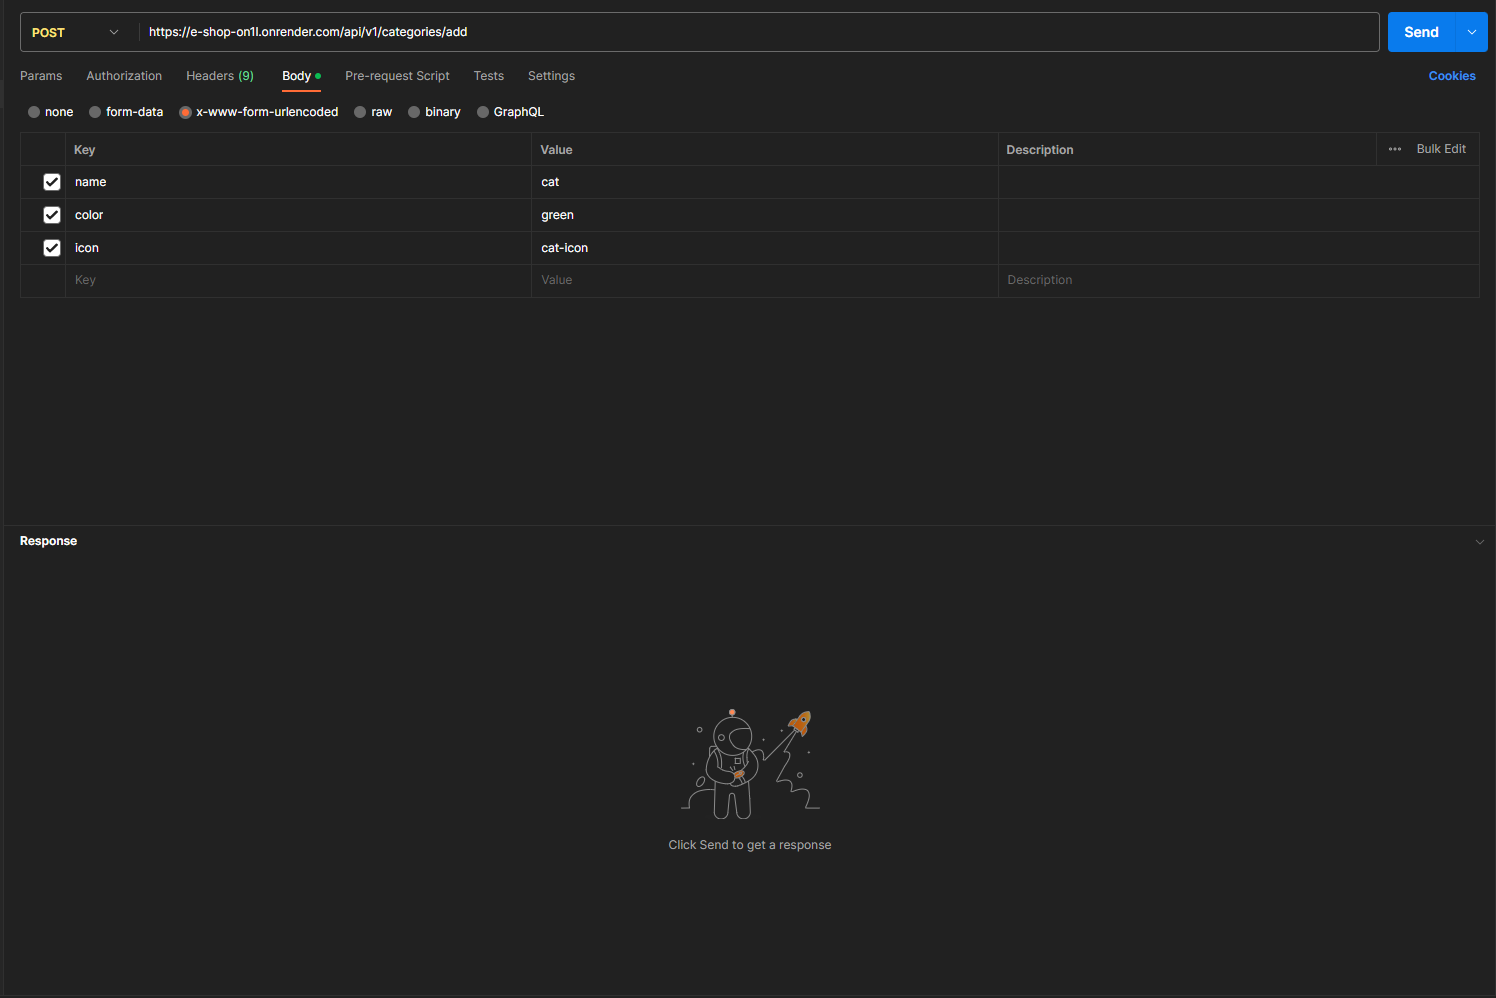 POST https://e-shop-on1l.onrender.com/api/v1/categories/add Send
Params Authorization Headers (9) Body Pre-request Script Tests Settings Cookies
none form-data x-www-form-urlencoded raw binary GraphQL
Key Value Description Bulk Edit
name cat
color green
icon cat-icon
Key Value Description
Response
Click Send to get a response